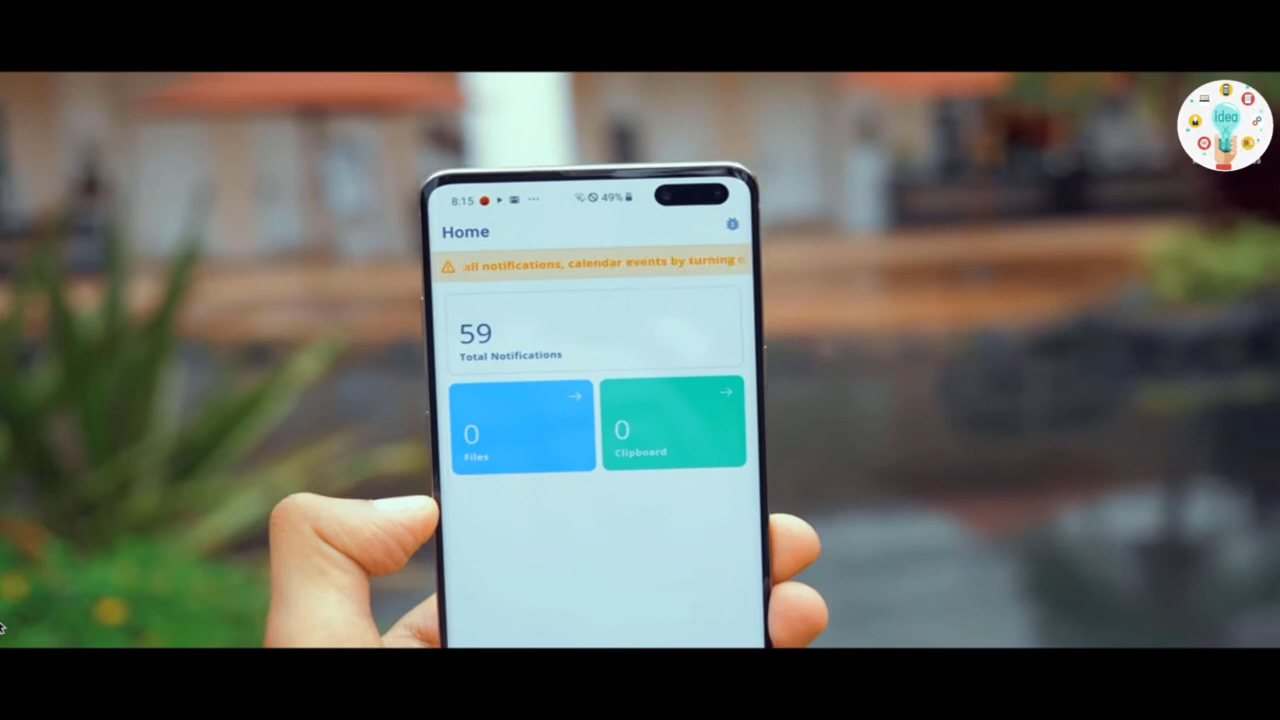 idea
8:15 49%
Home
all notifications, calendar events by turning
59
Total Notifications
0
Files
0
Clipboard